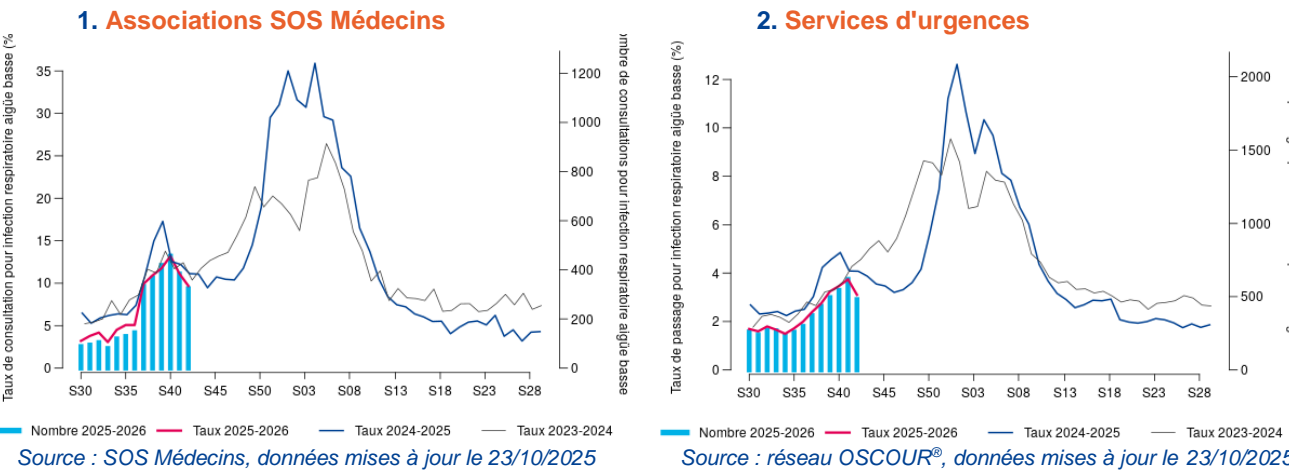 1. Associations SOS Médecins
Taux de consultation pour infection respiratoire aigüe basse (%
35
30
25
20
15
10
5
0
1200
1000
800
600
400
200
0
de consultations pour infection respiratoire aigüe basse
S30 S35 S40 S45 S50 S03 S08 S13 S18 S23 S28
Nombre 2025-2026 Taux 2025-2026 Taux 2024-2025 Taux 2023-2024
Source : SOS Médecins, données mises à jour le 23/10/2025
2. Services d'urgences
Taux de passage pour infection respiratoire aigüe basse (%)
12
10
8
6
4
2
0
2000
1500
1000
500
0
S30 S35 S40 S45 S50 S03 S08 S13 S18 S23 S28
Nombre 2025-2026 Taux 2025-2026 Taux 2024-2025 Taux 2023-2024
Source : réseau OSCOUR®, données mises à jour le 23/10/2025